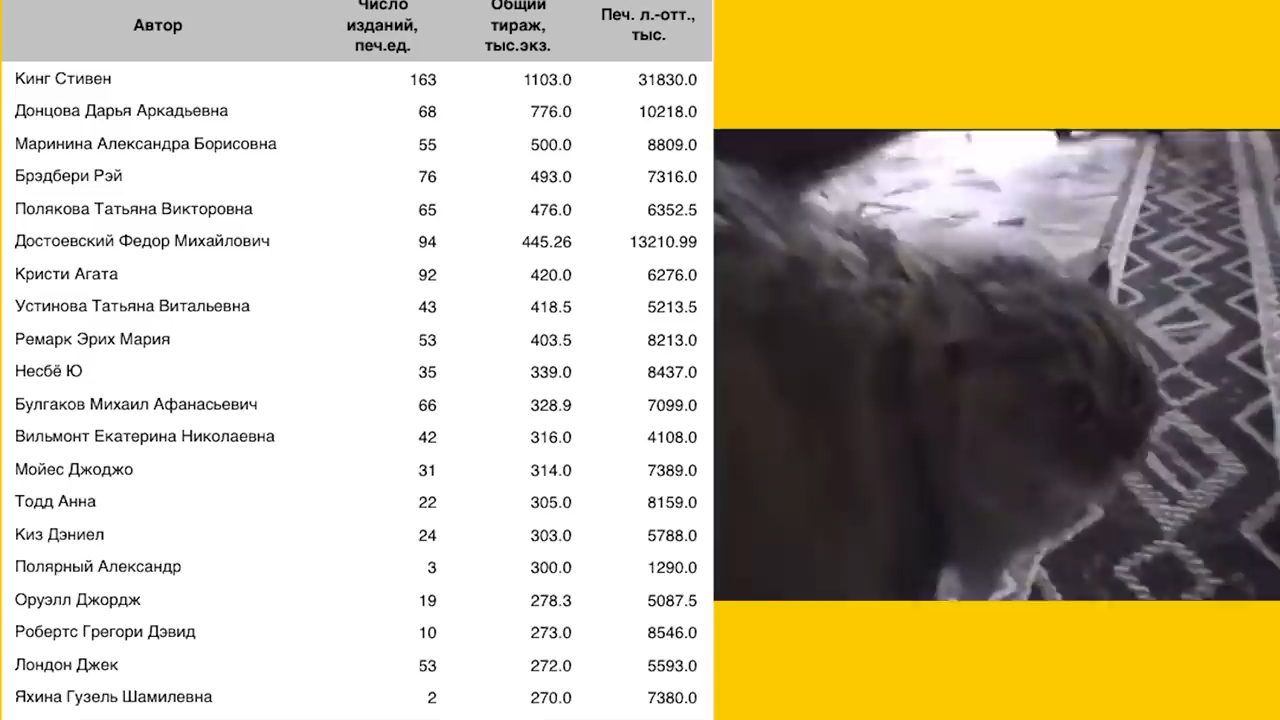 Автор Число изданий, печ.ед. Общий тираж, тыс.экз. Печ. л.-отт., тыс.
Кинг Стивен 163 1103.0 31830.0
Донцова Дарья Аркадьевна 68 776.0 10218.0
Маринина Александра Борисовна 55 500.0 8809.0
Брэдбери Рэй 76 493.0 7316.0
Полякова Татьяна Викторовна 65 476.0 6352.5
Достоевский Федор Михайлович 94 445.26 13210.99
Кристи Агата 92 420.0 6276.0
Устинова Татьяна Витальевна 43 418.5 5213.5
Ремарк Эрих Мария 53 403.5 8213.0
Несбё Ю 35 339.0 8437.0
Булгаков Михаил Афанасьевич 66 328.9 7099.0
Вильмонт Екатерина Николаевна 42 316.0 4108.0
Мойес Джоджо 31 314.0 7389.0
Тодд Анна 22 305.0 8159.0
Киз Дэниел 24 303.0 5788.0
Полярный Александр 3 300.0 1290.0
Оруэлл Джордж 19 278.3 5087.5
Робертс Грегори Дэвид 10 273.0 8546.0
Лондон Джек 53 272.0 5593.0
Яхина Гузель Шамилевна 2 270.0 7380.0